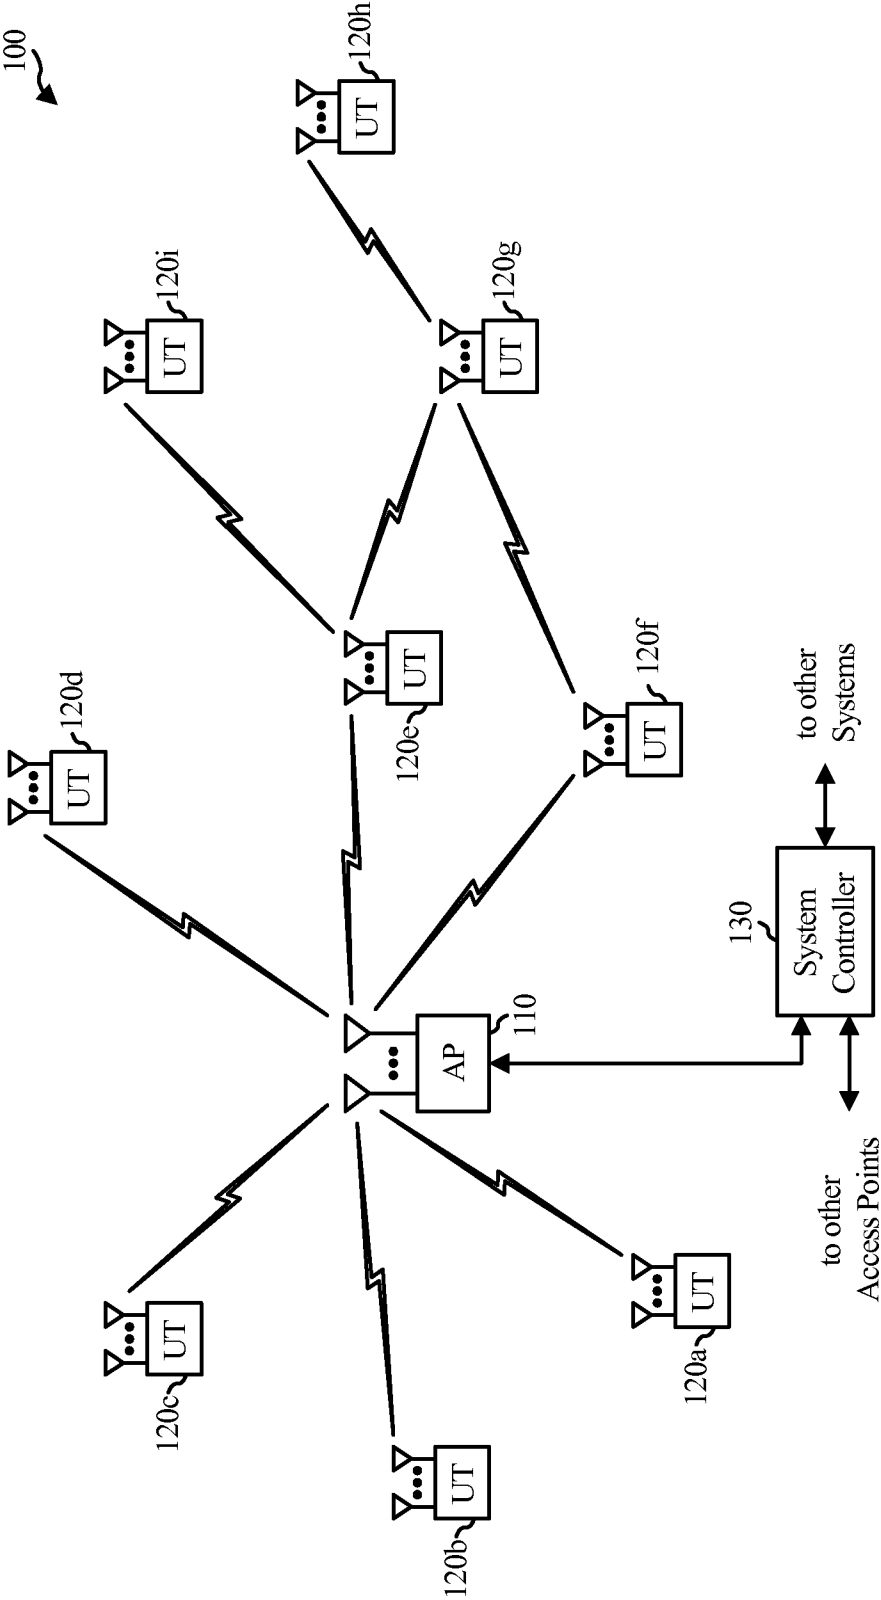 100
UT
120d
UT
120i
UT
120h
UT
120c
UT
120e
UT
120g
UT
120b
AP
110
UT
120f
UT
120a
130
System
Controller
to other
Systems
to other
Access Points